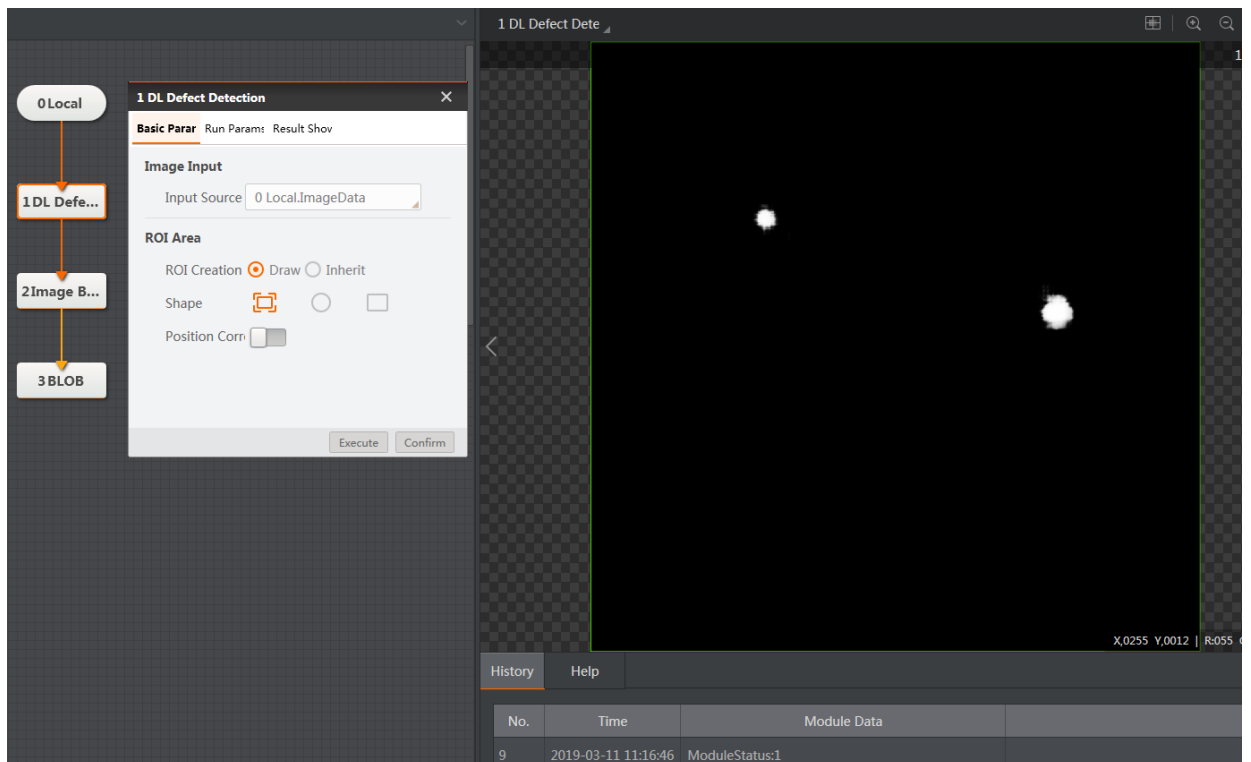 0 Local
1 DL Defe...
2 Image B...
3 BLOB
1 DL Defect Detection
Basic Parar Run Params Result Shov
Image Input
Input Source 0 Local.ImageData
ROI Area
ROI Creation Draw Inherit
Shape
Position Corr
Execute Confirm
1 DL Defect Dete
1
X,0255 Y,0012 | R:055
History Help
No. Time Module Data
9 2019-03-11 11:16:46 ModuleStatus:1